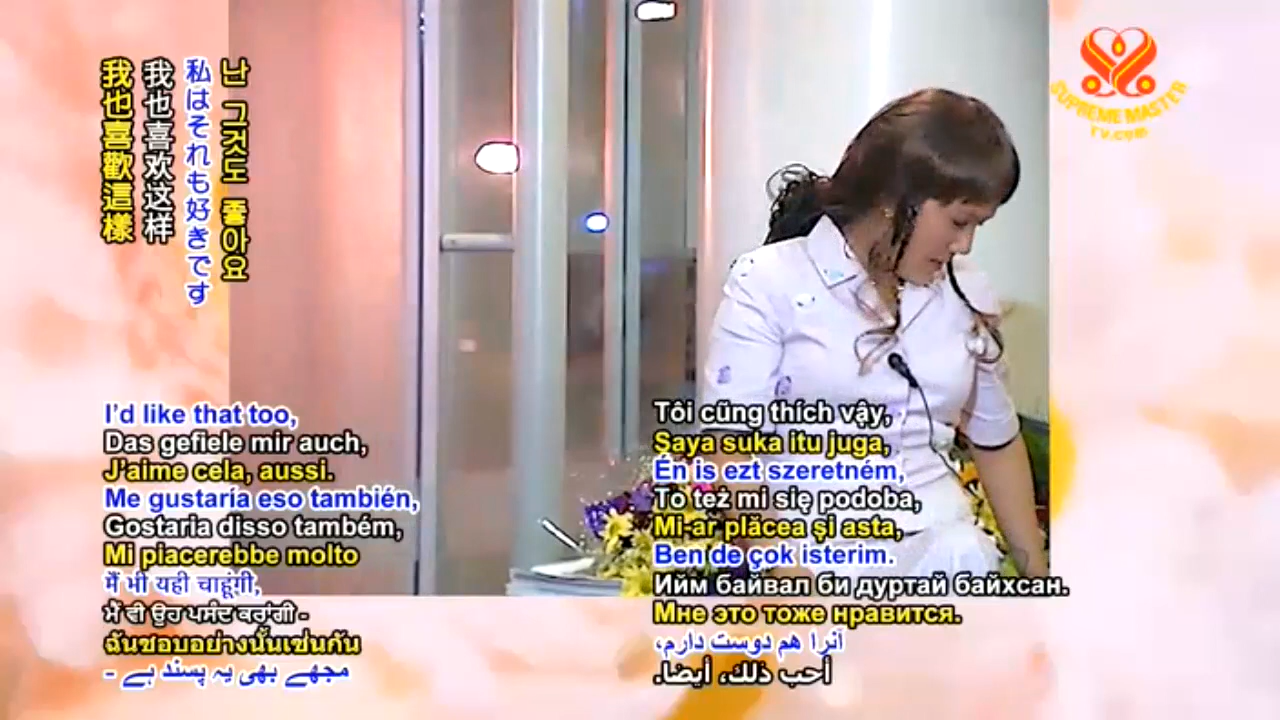 我也喜歡這樣
我也喜欢这样
私はそれも好きです
난 그것도 좋아요
SUPREME MASTER
TV.com
I'd like that too,
Das gefiele mir auch,
J'aime cela, aussi.
Me gustaría eso también,
Gostaria disso também,
Mi piacerebbe molto
मैं भी यही चाहूंगी,
ਮੈਂ ਵੀ ਉਹ ਪਸੰਦ ਕਰਾਂਗੀ -
ฉันชอบอย่างนั้นเช่นกัน
مجھے بھی یہ پسند ہے -
Tôi cũng thích vậy,
Saya suka itu juga,
Én is ezt szeretném,
To też mi się podoba,
Mi-ar plăcea şi asta,
Ben de çok isterim.
Ийм байвал би дуртай байхсан.
Мне это тоже нравится.
آنرا هم دوست دارم،
أحب ذلك، أيضا.